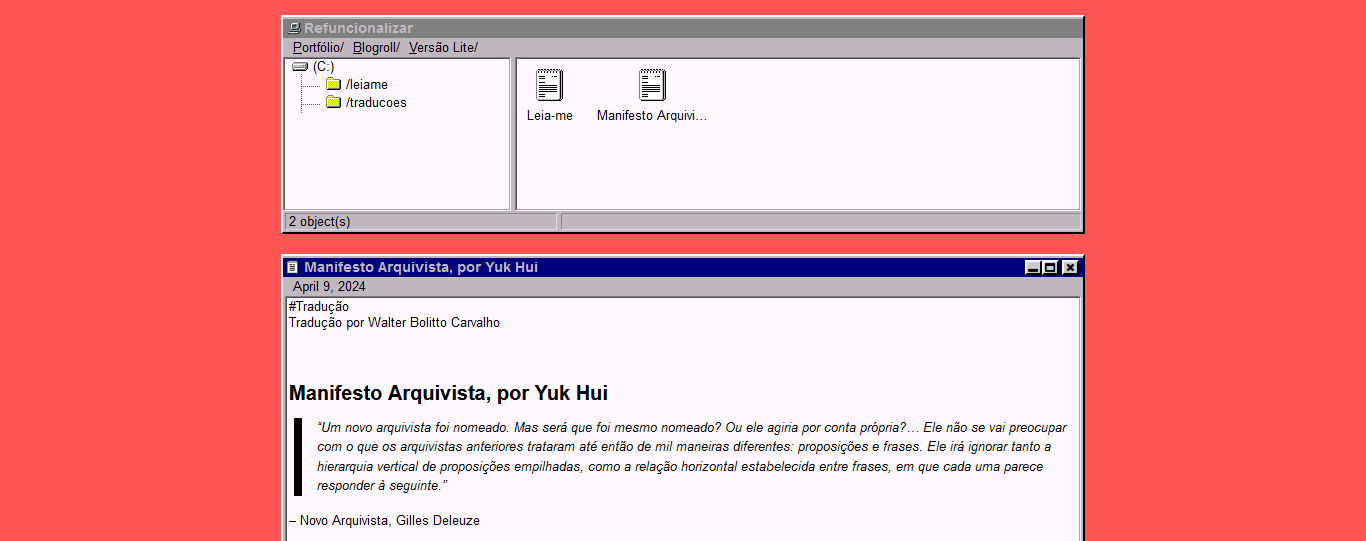 Refuncionalizar
Portfólio/ Blogroll/ Versão Lite/
(C:)
/leiame
/traducoes
Leia-me
Manifesto Arquivi...
2 object(s)
Manifesto Arquivista, por Yuk Hui
April 9, 2024
#Tradução
Tradução por Walter Bolitto Carvalho
Manifesto Arquivista, por Yuk Hui
“Um novo arquivista foi nomeado. Mas será que foi mesmo nomeado? Ou ele agiria por conta própria?… Ele não se vai preocupar
com o que os arquivistas anteriores trataram até então de mil maneiras diferentes: proposições e frases. Ele irá ignorar tanto a
hierarquia vertical de proposições empilhadas, como a relação horizontal estabelecida entre frases, em que cada uma parece
responder à seguinte.”
– Novo Arquivista, Gilles Deleuze